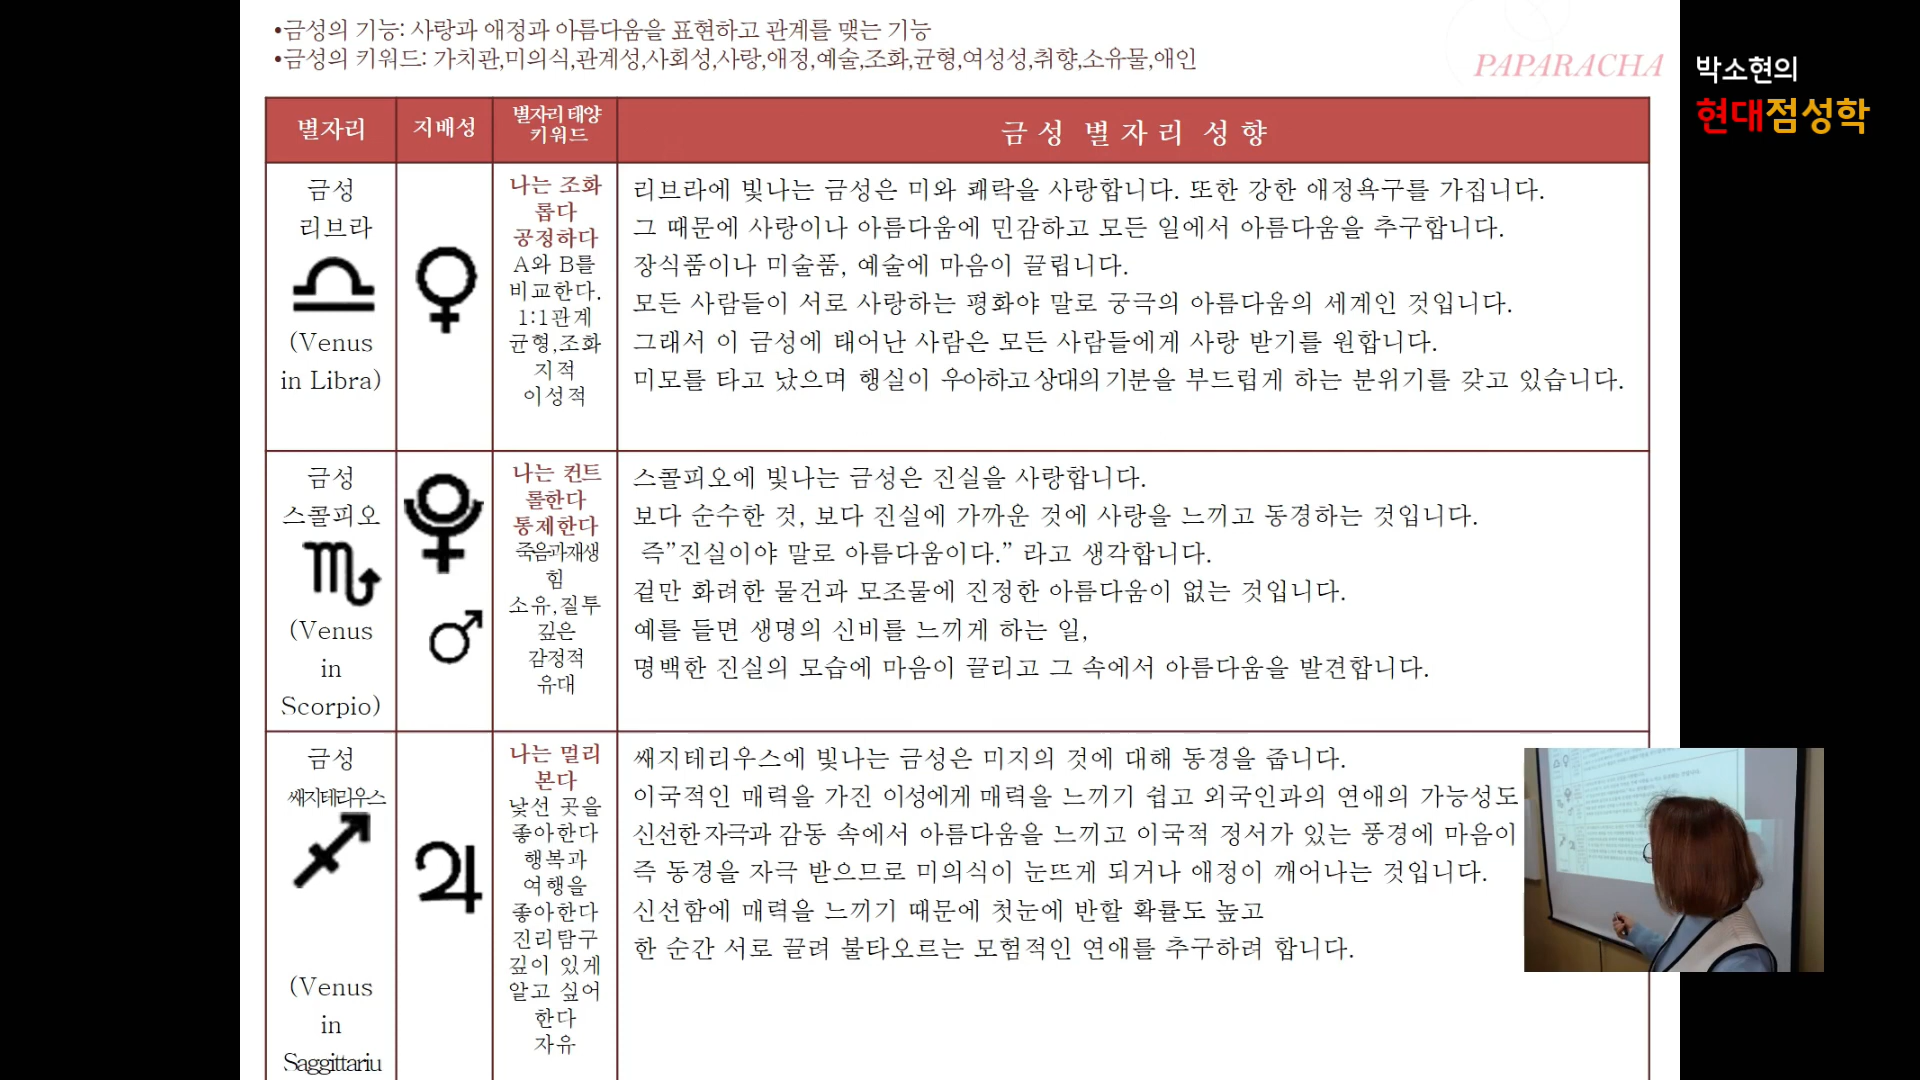 •금성의 기능: 사랑과 애정과 아름다움을 표현하고 관계를 맺는 기능
•금성의 키워드: 가치관,미의식,관계성,사회성,사랑,애정,예술,조화,균형,여성성,취향,소유물,애인
PAPARACHA
박소현의
현대점성학
별자리
지배성
별자리 태양
키워드
금 성 별 자 리 성 향
금성
리브라
(Venus
in Libra)
나는 조화
롭다
공정하다
A와 B를
비교한다.
1:1관계
균형,조화
지적
이성적
리브라에 빛나는 금성은 미와 쾌락을 사랑합니다. 또한 강한 애정욕구를 가집니다.
그 때문에 사랑이나 아름다움에 민감하고 모든 일에서 아름다움을 추구합니다.
장식품이나 미술품, 예술에 마음이 끌립니다.
모든 사람들이 서로 사랑하는 평화야 말로 궁극의 아름다움의 세계인 것입니다.
그래서 이 금성에 태어난 사람은 모든 사람들에게 사랑 받기를 원합니다.
미모를 타고 났으며 행실이 우아하고 상대의 기분을 부드럽게 하는 분위기를 갖고 있습니다.
금성
스콜피오
(Venus
in
Scorpio)
나는 컨트
롤한다
통제한다
죽음과 재생
힘
소유,질투
깊은
감정적
유대
스콜피오에 빛나는 금성은 진실을 사랑합니다.
보다 순수한 것, 보다 진실에 가까운 것에 사랑을 느끼고 동경하는 것입니다.
즉”진실이야 말로 아름다움이다.” 라고 생각합니다.
겉만 화려한 물건과 모조물에 진정한 아름다움이 없는 것입니다.
예를 들면 생명의 신비를 느끼게 하는 일,
명백한 진실의 모습에 마음이 끌리고 그 속에서 아름다움을 발견합니다.
금성
쌔지테리우스
(Venus
in
Saggittariu
나는 멀리
본다
낯선 곳을
좋아한다
행복과
여행을
좋아한다
진리탐구
깊이 있게
알고 싶어
한다
자유
쌔지테리우스에 빛나는 금성은 미지의 것에 대해 동경을 줍니다.
이국적인 매력을 가진 이성에게 매력을 느끼기 쉽고 외국인과의 연애의 가능성도
신선한 자극과 감동 속에서 아름다움을 느끼고 이국적 정서가 있는 풍경에 마음이
즉 동경을 자극 받으므로 미의식이 눈뜨게 되거나 애정이 깨어나는 것입니다.
신선함에 매력을 느끼기 때문에 첫눈에 반할 확률도 높고
한 순간 서로 끌려 불타오르는 모험적인 연애를 추구하려 합니다.